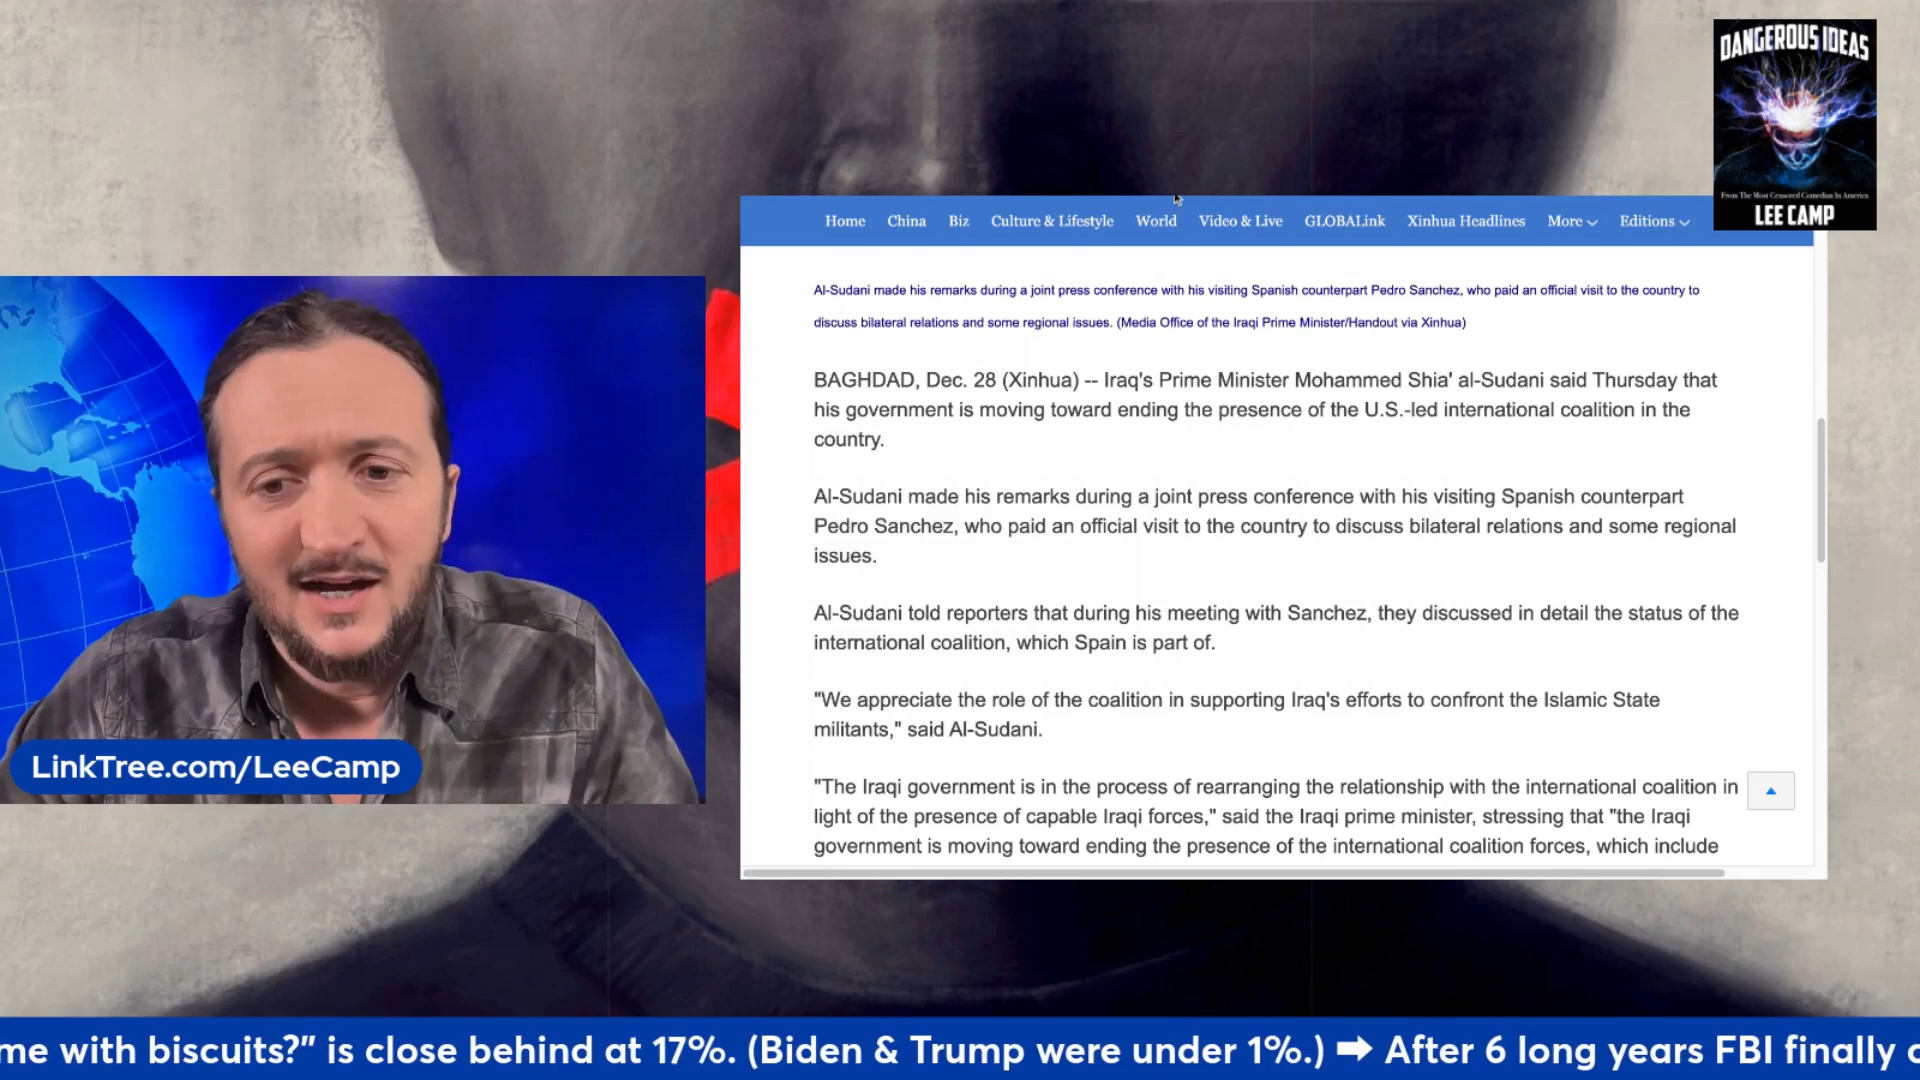 DANGEROUS IDEAS
From The Most Censored Comedian In America
LEE CAMP
Home China Biz Culture & Lifestyle World Video & Live GLOBALink Xinhua Headlines More Editions
Al-Sudani made his remarks during a joint press conference with his visiting Spanish counterpart Pedro Sanchez, who paid an official visit to the country to
discuss bilateral relations and some regional issues. (Media Office of the Iraqi Prime Minister/Handout via Xinhua)
BAGHDAD, Dec. 28 (Xinhua) -- Iraq's Prime Minister Mohammed Shia' al-Sudani said Thursday that
his government is moving toward ending the presence of the U.S.-led international coalition in the
country.
Al-Sudani made his remarks during a joint press conference with his visiting Spanish counterpart
Pedro Sanchez, who paid an official visit to the country to discuss bilateral relations and some regional
issues.
Al-Sudani told reporters that during his meeting with Sanchez, they discussed in detail the status of the
international coalition, which Spain is part of.
"We appreciate the role of the coalition in supporting Iraq's efforts to confront the Islamic State
militants," said Al-Sudani.
"The Iraqi government is in the process of rearranging the relationship with the international coalition in
light of the presence of capable Iraqi forces," said the Iraqi prime minister, stressing that "the Iraqi
government is moving toward ending the presence of the international coalition forces, which include
LinkTree.com/LeeCamp
me with biscuits?" is close behind at 17%. (Biden & Trump were under 1%.) ➡ After 6 long years FBI finally